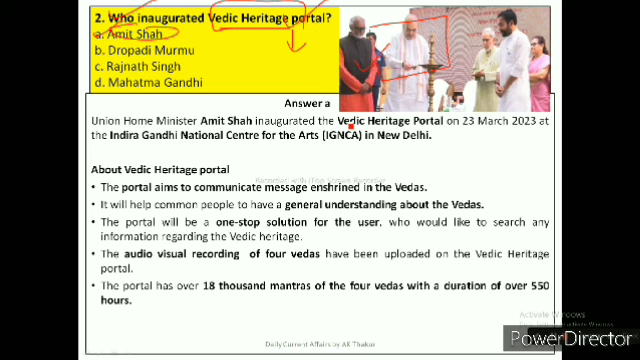 2. Who inaugurated Vedic Heritage portal?
a. Amit Shah
b. Dropadi Murmu
c. Rajnath Singh
d. Mahatma Gandhi
Answer a
Union Home Minister Amit Shah inaugurated the Vedic Heritage Portal on 23 March 2023 at
the Indira Gandhi National Centre for the Arts (IGNCA) in New Delhi.
About Vedic Heritage portal
Recorded with iTop Screen Recorder
• The portal aims to communicate message enshrined in the Vedas.
• It will help common people to have a general understanding about the Vedas.
• The portal will be a one-stop solution for the user, who would like to search any
information regarding the Vedic heritage.
• The audio visual recording of four vedas have been uploaded on the Vedic Heritage
portal.
• The portal has over 18 thousand mantras of the four vedas with a duration of over 550
hours.
Activate Windows
PowerDirector
Daily Current Affairs by AK Thakur